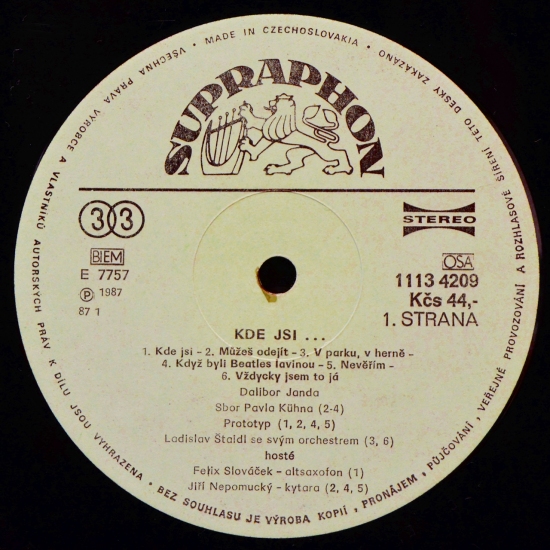 VŠECHNA PRÁVA VÝROBCE A VLASTNÍKŮ AUTORSKÝCH PRÁV K DÍLU JSOU VYHRAZENA • BEZ SOUHLASU JE VÝROBA KOPIÍ, PRONÁJEM, PŮJČOVÁNÍ, VEŘEJNÉ PROVOZOVÁNÍ A ROZHLASOVÉ ŠÍŘENÍ TÉTO DESKY ZAKÁZÁNO • MADE IN CZECHOSLOVAKIA •
SUPRAPHON
33
STEREO
BIEM
E 7757
Ⓟ 1987
87 1
OSA
1113 4209
Kčs 44,-
1. STRANA
KDE JSI ...
1. Kde jsi - 2. Můžeš odejít - 3. V parku, v herně -
4. Když byli Beatles lavinou - 5. Nevěřím -
6. Vždycky jsem to já
Dalibor Janda
Sbor Pavla Kühna (2-4)
Prototyp (1, 2, 4, 5)
Ladislav Štaidl se svým orchestrem (3, 6)
hosté
Felix Slováček - altsaxofon (1)
Jiří Nepomucký - kytara (2, 4, 5)